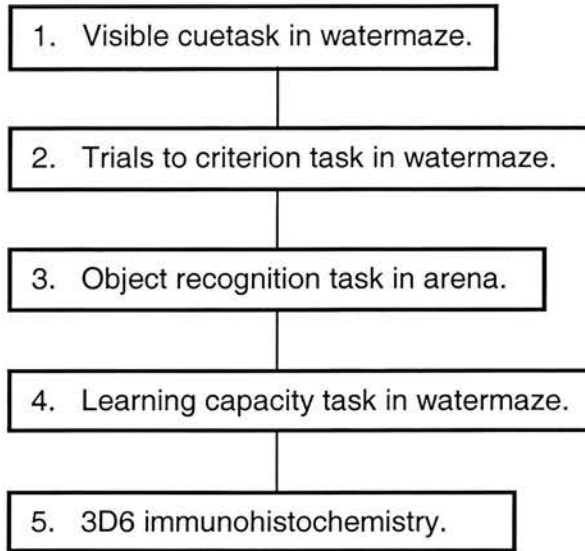 1. Visible cuetask in watermaze.
2. Trials to criterion task in watermaze.
3. Object recognition task in arena.
4. Learning capacity task in watermaze.
5. 3D6 immunohistochemistry.